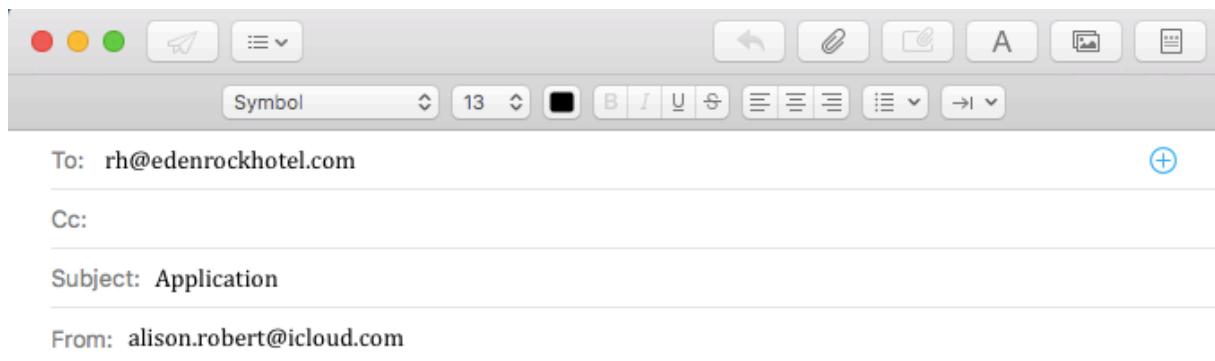 Symbol 13 B I U S
To: rh@edenrockhotel.com
Cc:
Subject: Application
From: alison.robert@icloud.com